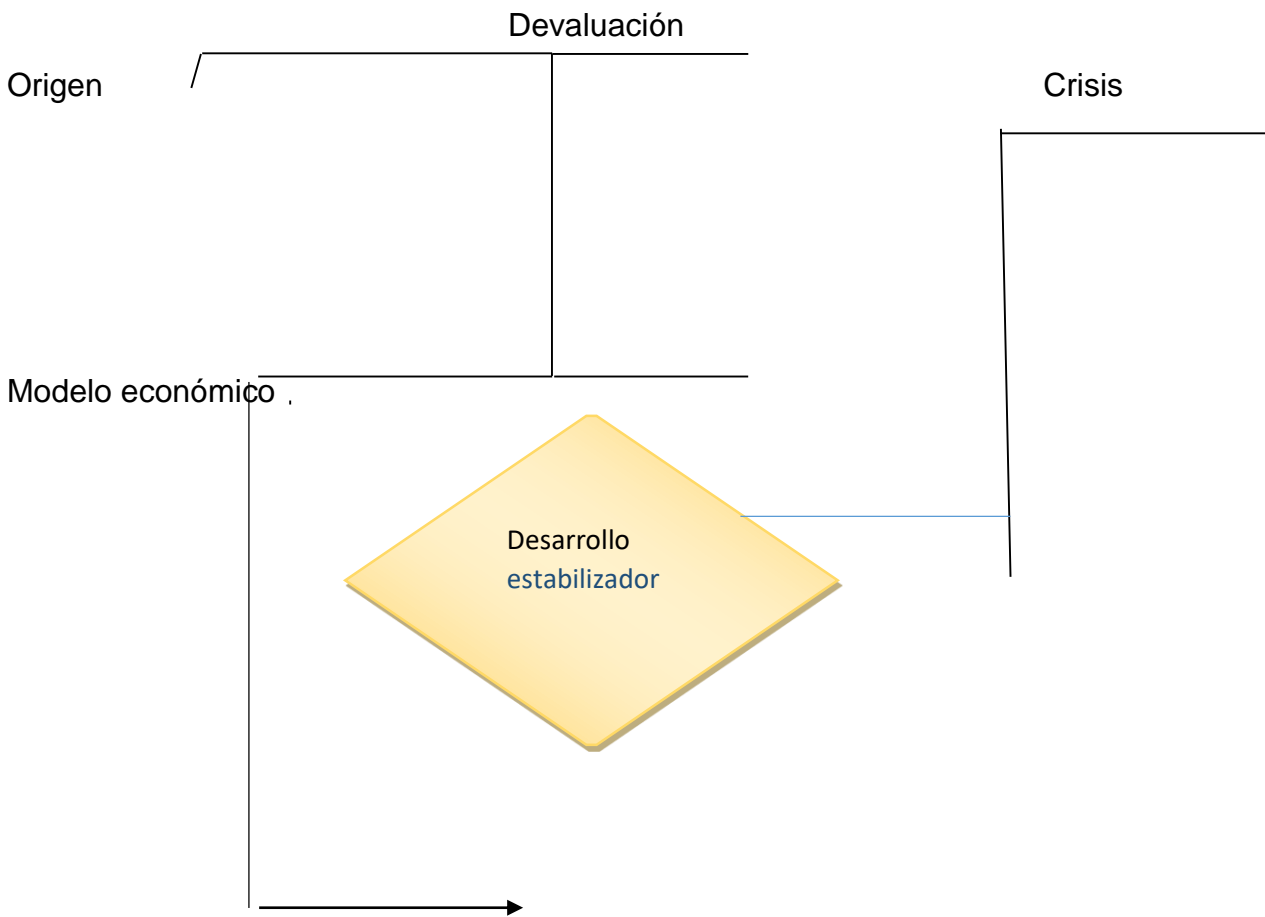 Devaluación
Origen
Crisis
Modelo económico
Desarrollo
estabilizador